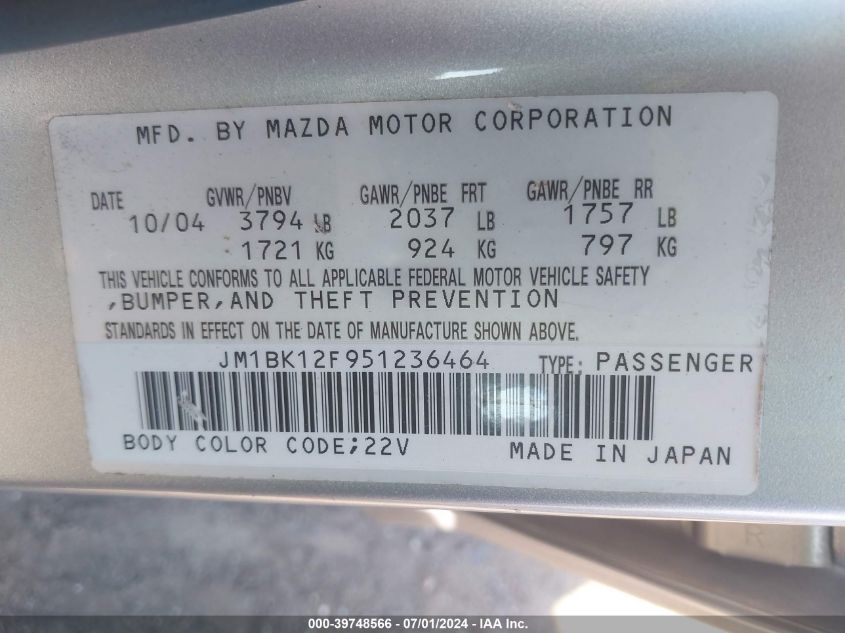 MFD. BY MAZDA MOTOR CORPORATION
DATE GVWR/PNBV GAWR/PNBE FRT GAWR/PNBE RR
10/04 3794 LB 2037 LB 1757 LB
1721 KG 924 KG 797 KG
THIS VEHICLE CONFORMS TO ALL APPLICABLE FEDERAL MOTOR VEHICLE SAFETY
,BUMPER,AND THEFT PREVENTION
STANDARDS IN EFFECT ON THE DATE OF MANUFACTURE SHOWN ABOVE.
JM1BK12F951236464 TYPE: PASSENGER
BODY COLOR CODE;22V MADE IN JAPAN
R
000-39748566 - 07/01/2024 - IAA Inc.